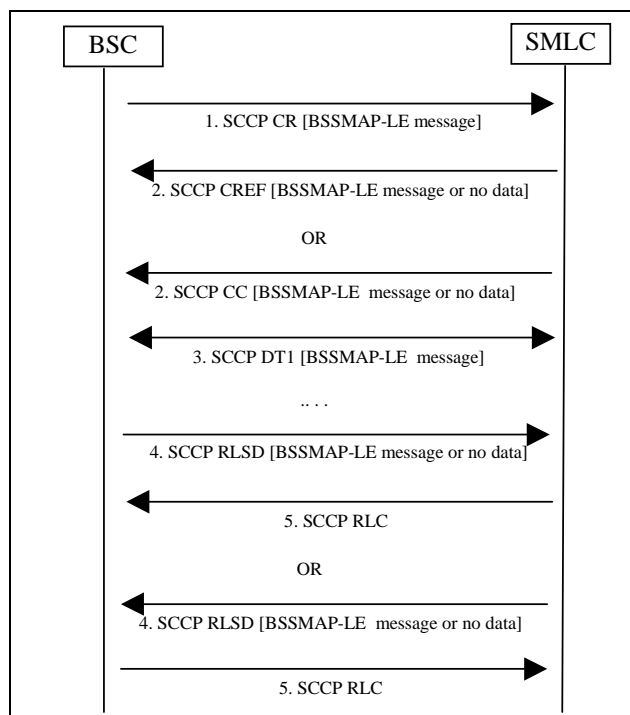 BSC
SMLC
1. SCCP CR [BSSMAP-LE message]
2. SCCP CREF [BSSMAP-LE message or no data]
OR
2. SCCP CC [BSSMAP-LE message or no data]
3. SCCP DT1 [BSSMAP-LE message]
.. . .
4. SCCP RLSD [BSSMAP-LE message or no data]
5. SCCP RLC
OR
4. SCCP RLSD [BSSMAP-LE message or no data]
5. SCCP RLC